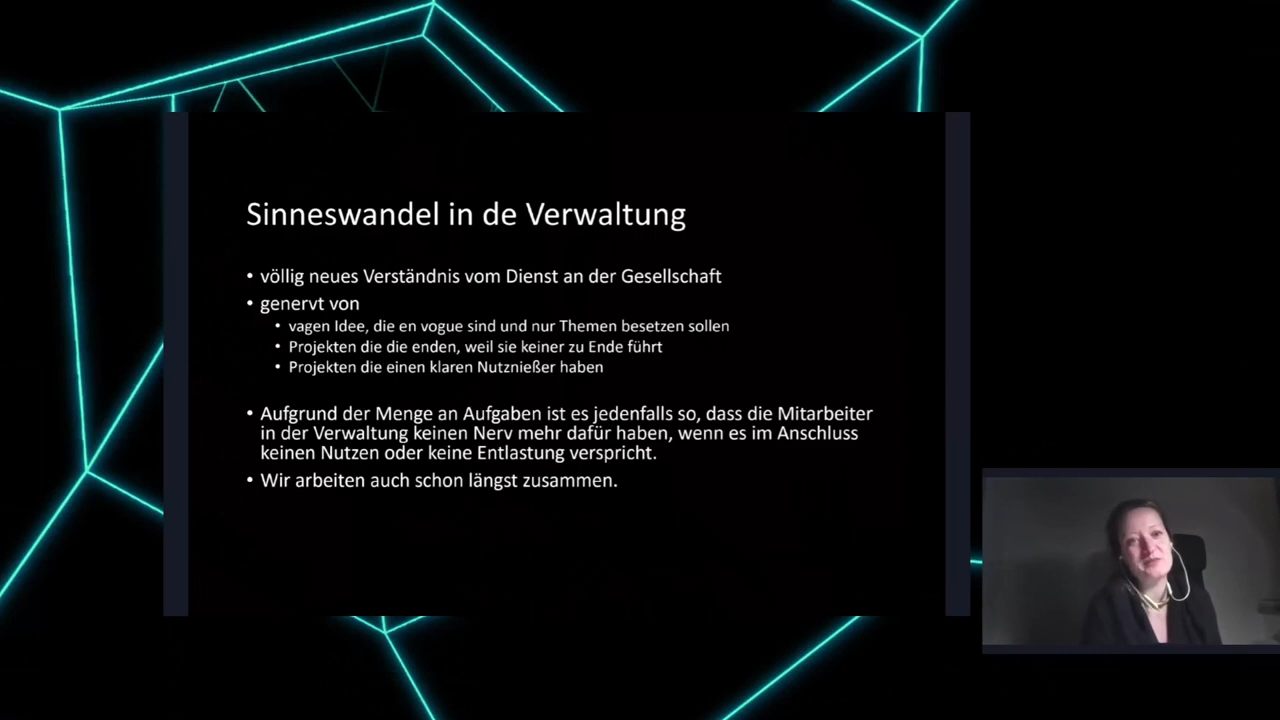 Sinneswandel in de Verwaltung
• völlig neues Verständnis vom Dienst an der Gesellschaft
• genervt von
• vagen Idee, die en vogue sind und nur Themen besetzen sollen
• Projekten die die enden, weil sie keiner zu Ende führt
• Projekten die einen klaren Nutznießer haben
• Aufgrund der Menge an Aufgaben ist es jedenfalls so, dass die Mitarbeiter
in der Verwaltung keinen Nerv mehr dafür haben, wenn es im Anschluss
keinen Nutzen oder keine Entlastung verspricht.
• Wir arbeiten auch schon längst zusammen.